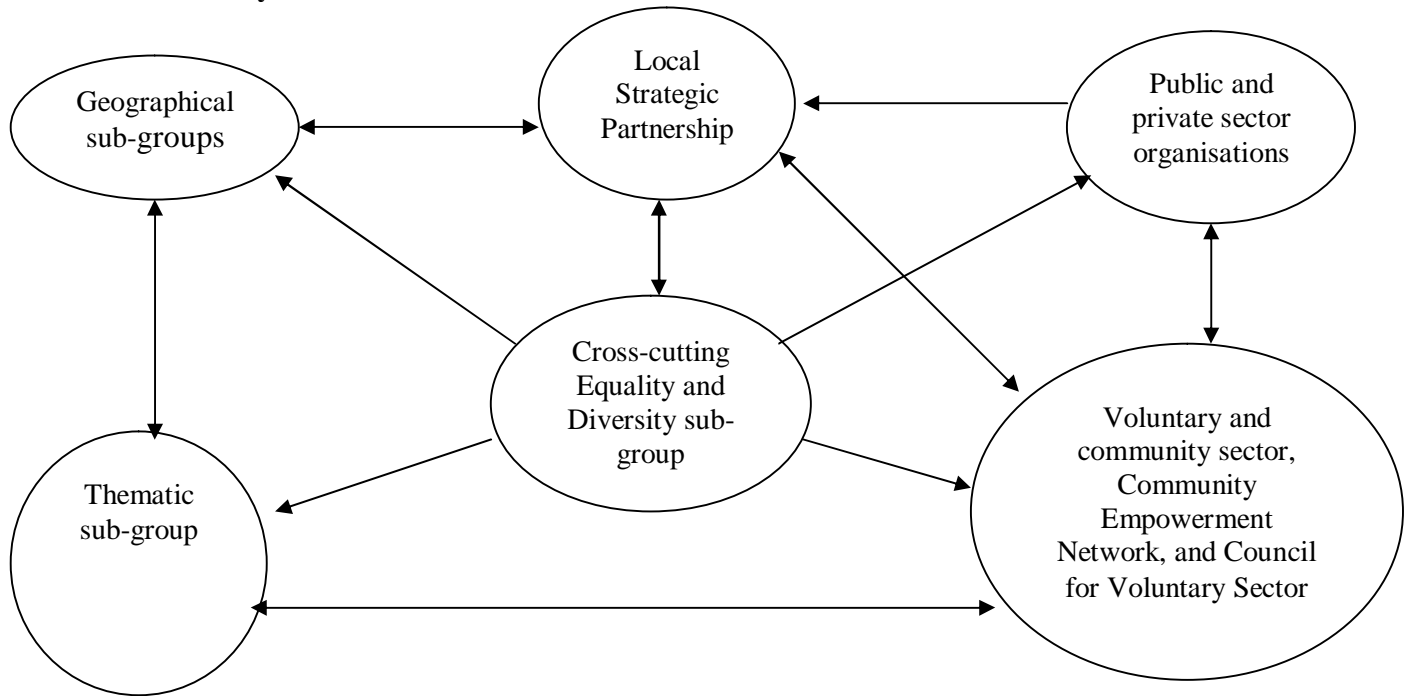 Local
Strategic
Partnership
Geographical
sub-groups
Public and
private sector
organisations
Cross-cutting
Equality and
Diversity sub-
group
Voluntary and
community sector,
Community
Empowerment
Network, and Council
for Voluntary Sector
Thematic
sub-group